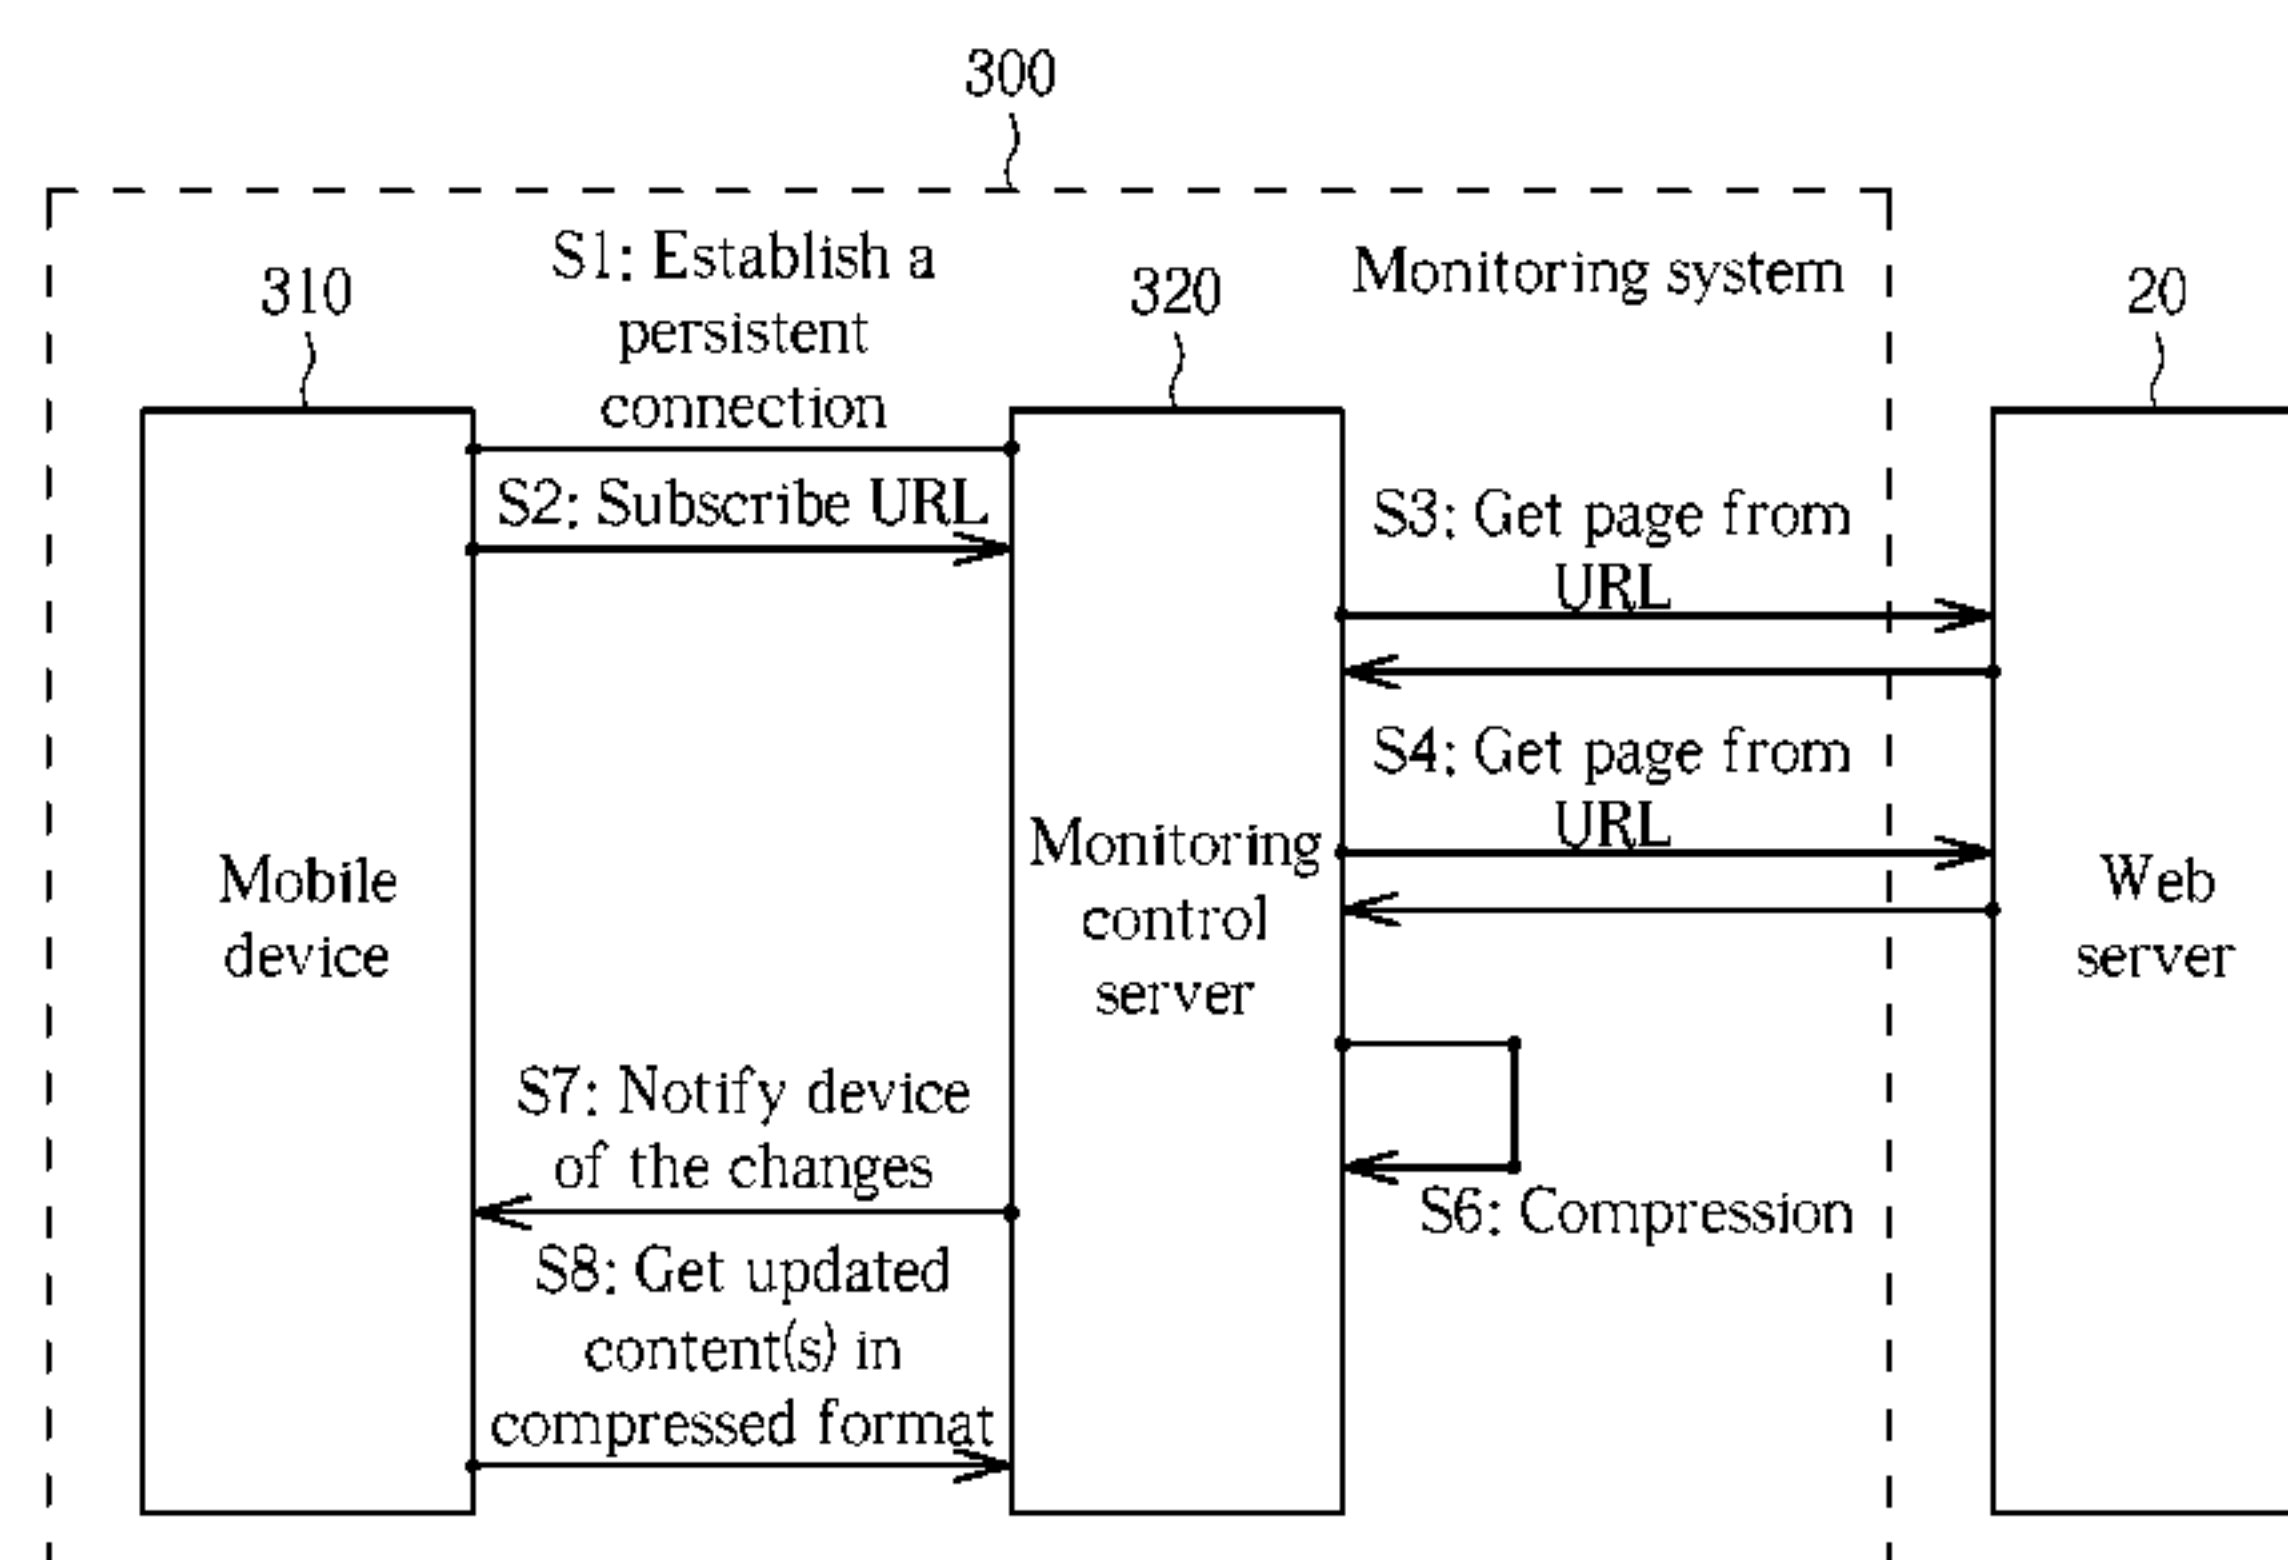 300
S1: Establish a
persistent
connection
Monitoring system
310
320
20
S2: Subscribe URL
S3: Get page from
URL
S4: Get page from
URL
Mobile
device
Monitoring
control
server
Web
server
S7: Notify device
of the changes
S6: Compression
S8: Get updated
content(s) in
compressed format